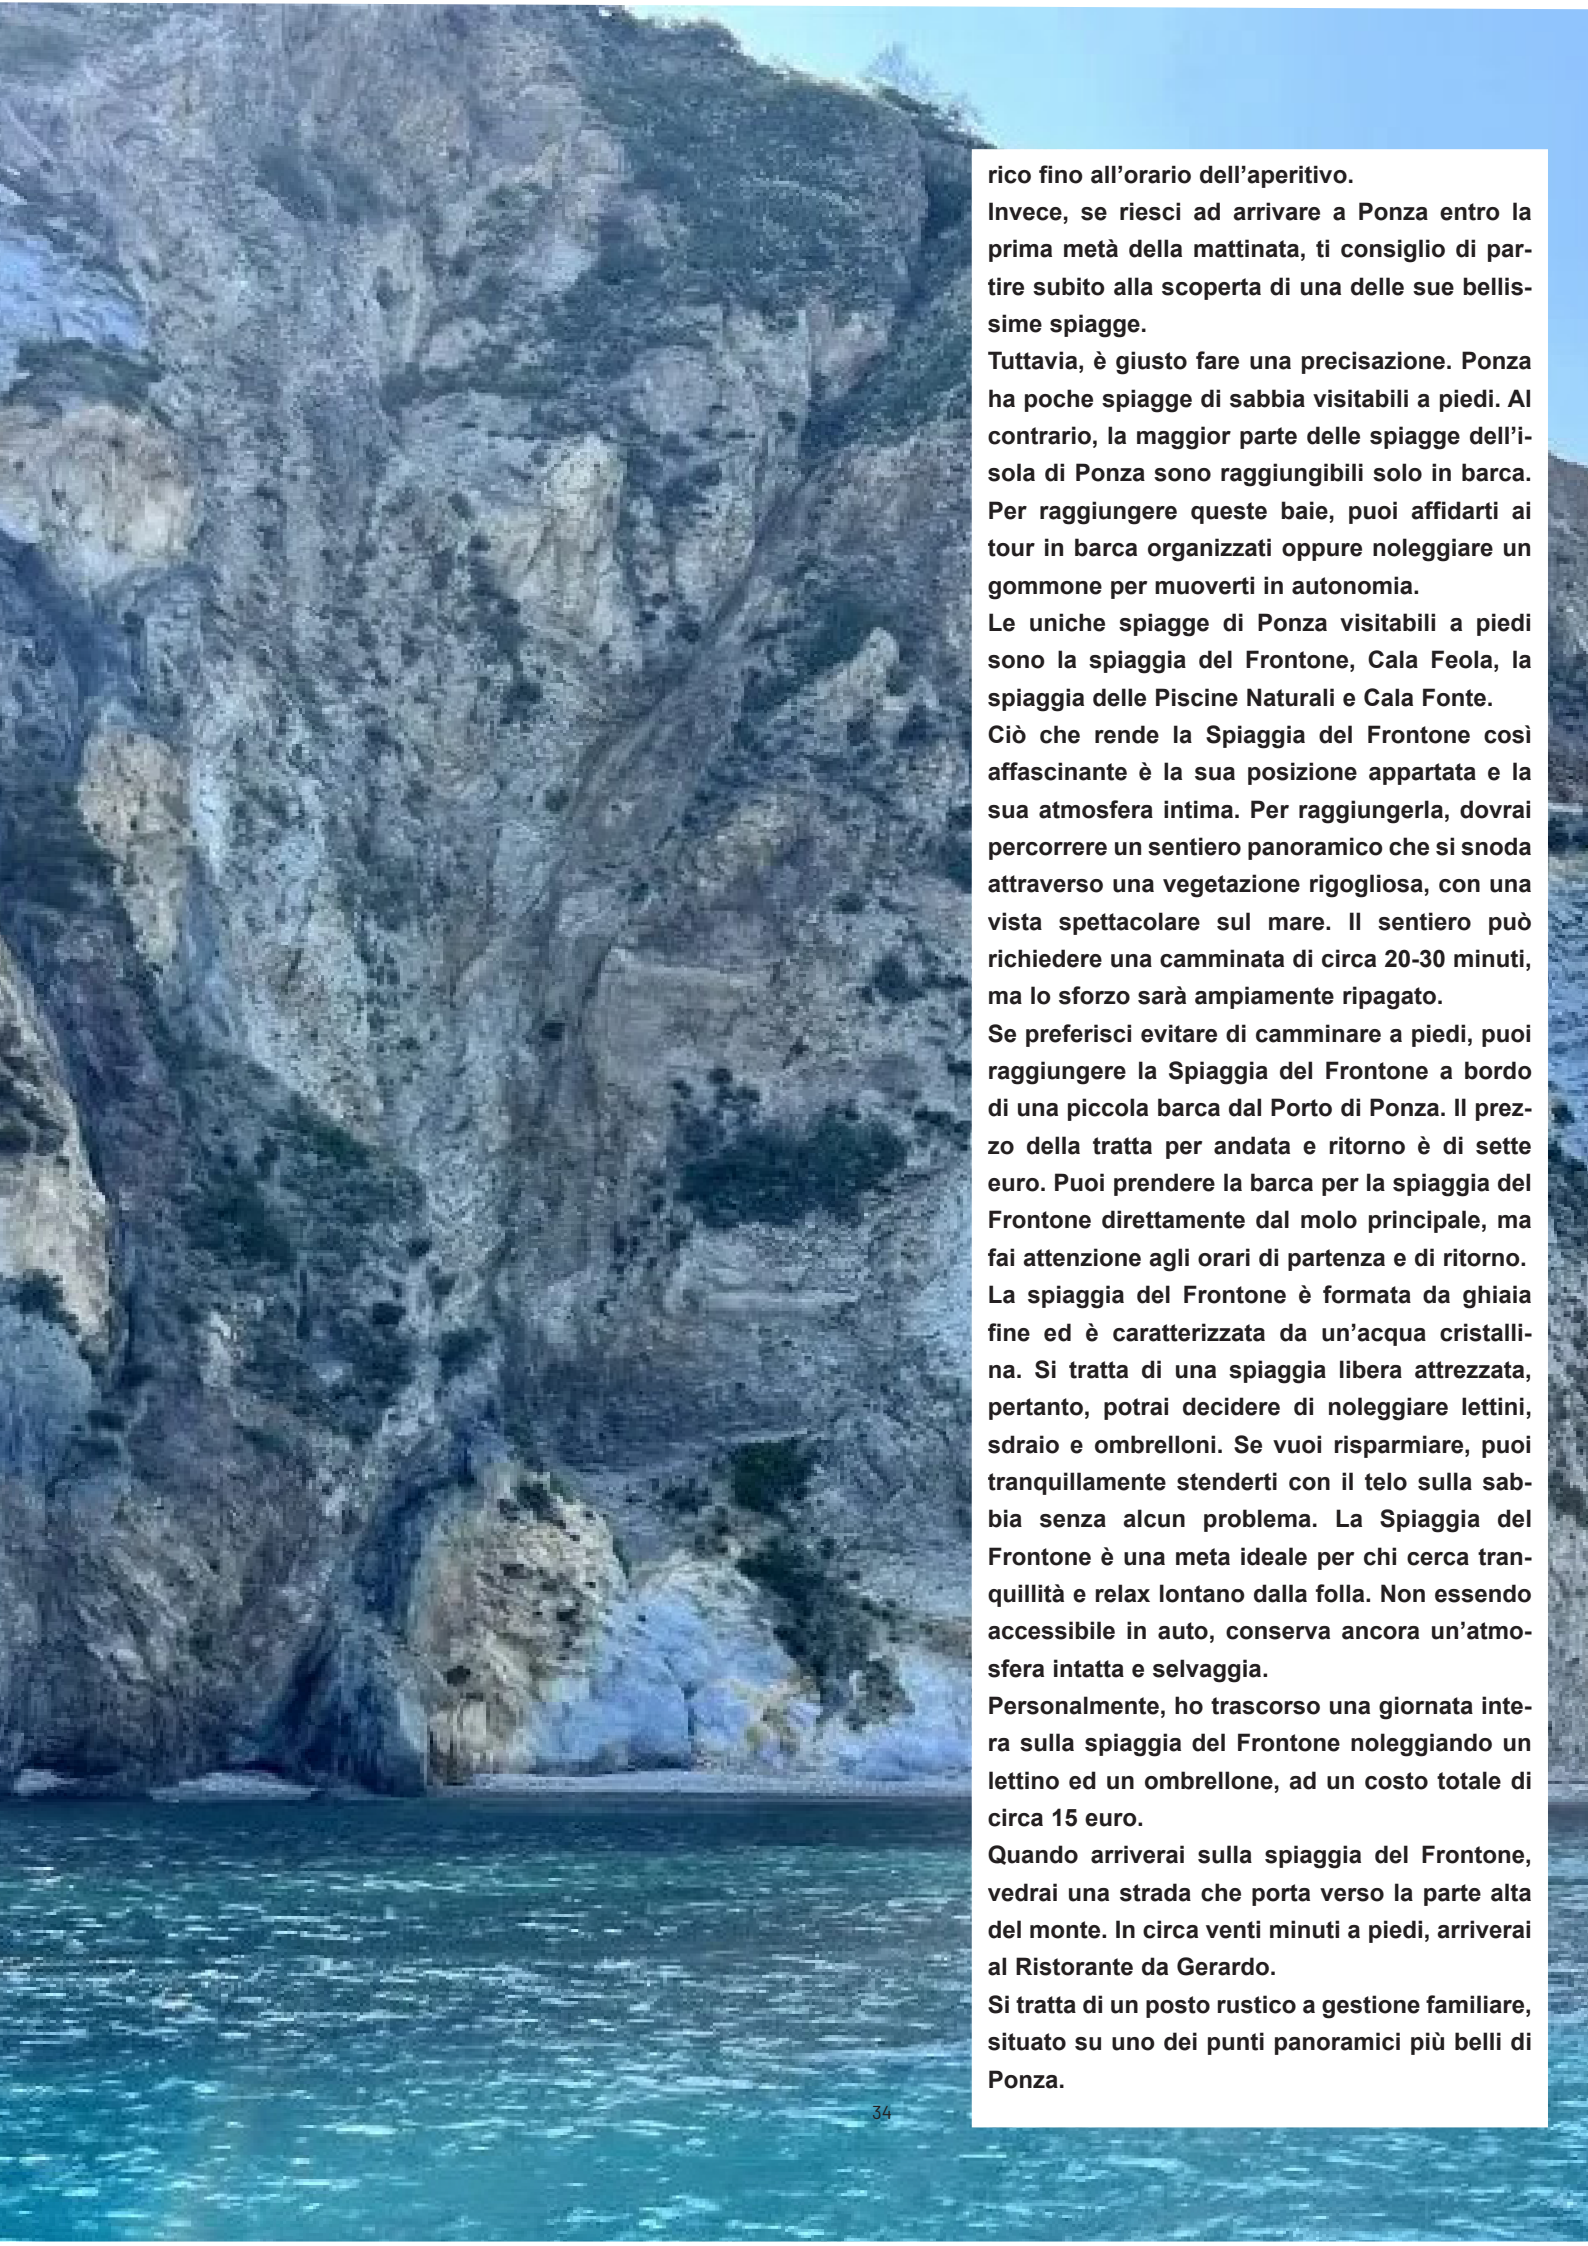 rico fino all’orario dell’aperitivo.
Invece, se riesci ad arrivare a Ponza entro la
prima metà della mattinata, ti consiglio di par-
tire subito alla scoperta di una delle sue bellis-
sime spiagge.
Tuttavia, è giusto fare una precisazione. Ponza
ha poche spiagge di sabbia visitabili a piedi. Al
contrario, la maggior parte delle spiagge dell’i-
sola di Ponza sono raggiungibili solo in barca.
Per raggiungere queste baie, puoi affidarti ai
tour in barca organizzati oppure noleggiare un
gommone per muoverti in autonomia.
Le uniche spiagge di Ponza visitabili a piedi
sono la spiaggia del Frontone, Cala Feola, la
spiaggia delle Piscine Naturali e Cala Fonte.
Ciò che rende la Spiaggia del Frontone così
affascinante è la sua posizione appartata e la
sua atmosfera intima. Per raggiungerla, dovrai
percorrere un sentiero panoramico che si snoda
attraverso una vegetazione rigogliosa, con una
vista spettacolare sul mare. Il sentiero può
richiedere una camminata di circa 20-30 minuti,
ma lo sforzo sarà ampiamente ripagato.
Se preferisci evitare di camminare a piedi, puoi
raggiungere la Spiaggia del Frontone a bordo
di una piccola barca dal Porto di Ponza. Il prez-
zo della tratta per andata e ritorno è di sette
euro. Puoi prendere la barca per la spiaggia del
Frontone direttamente dal molo principale, ma
fai attenzione agli orari di partenza e di ritorno.
La spiaggia del Frontone è formata da ghiaia
fine ed è caratterizzata da un’acqua cristalli-
na. Si tratta di una spiaggia libera attrezzata,
pertanto, potrai decidere di noleggiare lettini,
sdraio e ombrelloni. Se vuoi risparmiare, puoi
tranquillamente stenderti con il telo sulla sab-
bia senza alcun problema. La Spiaggia del
Frontone è una meta ideale per chi cerca tran-
quillità e relax lontano dalla folla. Non essendo
accessibile in auto, conserva ancora un’atmo-
sfera intatta e selvaggia.
Personalmente, ho trascorso una giornata inte-
ra sulla spiaggia del Frontone noleggiando un
lettino ed un ombrellone, ad un costo totale di
circa 15 euro.
Quando arriverai sulla spiaggia del Frontone,
vedrai una strada che porta verso la parte alta
del monte. In circa venti minuti a piedi, arriverai
al Ristorante da Gerardo.
Si tratta di un posto rustico a gestione familiare,
situato su uno dei punti panoramici più belli di
Ponza.
34